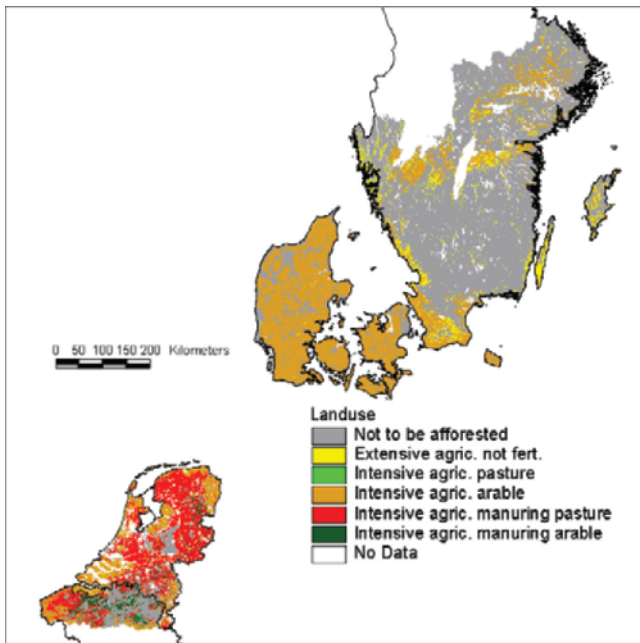 0 50 100 150 200 Kilometers
Landuse
Not to be afforested
Extensive agric. not fert.
Intensive agric. pasture
Intensive agric. arable
Intensive agric. manuring pasture
Intensive agric. manuring arable
No Data